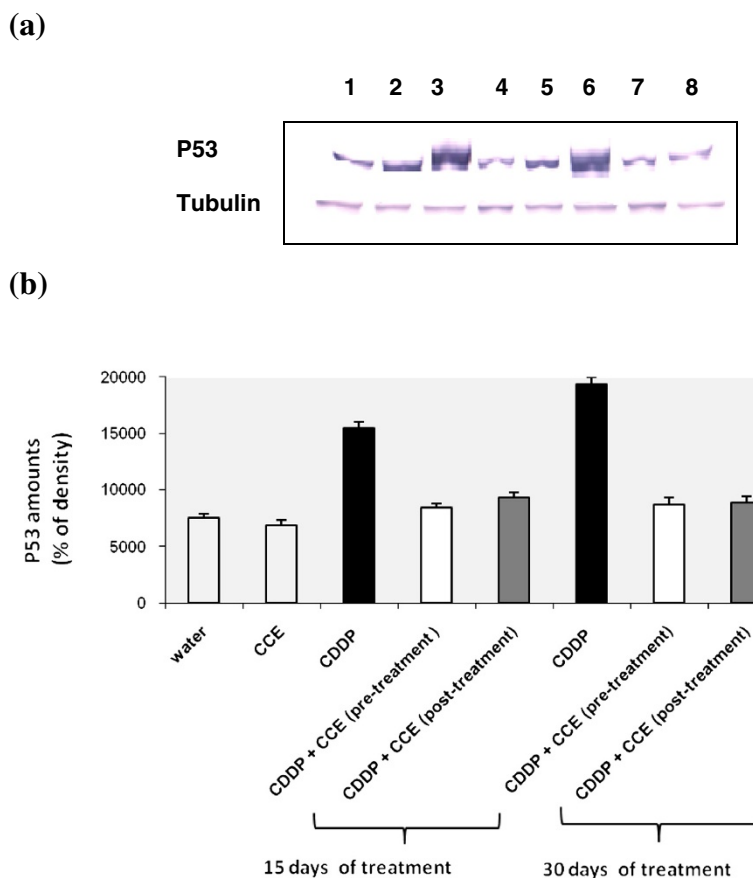 (a)
1 2 3 4 5 6 7 8
P53
Tubulin
(b)
20000
15000
10000
5000
0
P53 amounts
(% of density)
water
CCE
CDDP
CDDP + CCE (pre-treatment )
CDDP + CCE (post-treatment)
CDDP
CDDP + CCE (pre-treatment)
CDDP + CCE (post-treatment)
15 days of treatment
30 days of treatment